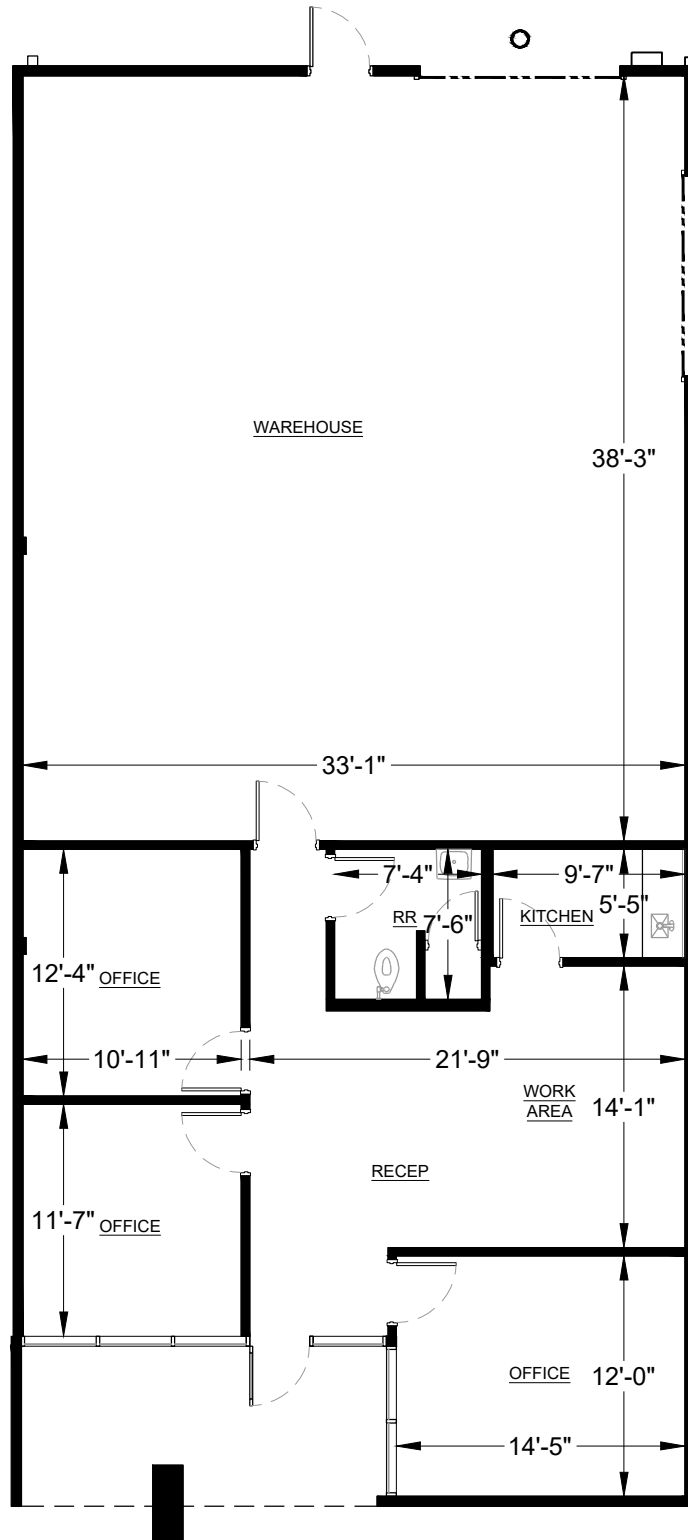 WAREHOUSE
38'-3"
33'-1"
7'-4"
9'-7"
RR
7'-6"
KITCHEN
5'-5"
12'-4"
OFFICE
10'-11"
21'-9"
WORK
AREA
14'-1"
RECEP
11'-7"
OFFICE
OFFICE
12'-0"
14'-5"